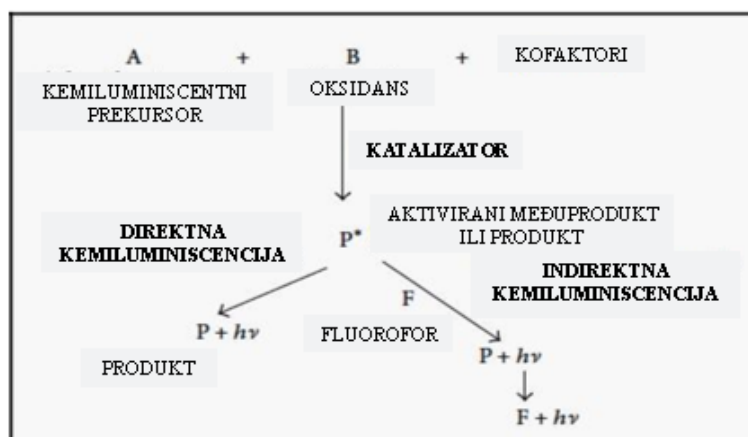 A + B + KOFAKTORI
KEMILUMINISCENTNI
PREKURSOR
OKSIDANS
KATALIZATOR
DIREKTNA
KEMILUMINISCENCIJA
P*
AKTIVIRANI MEĐUPRODUKT
ILI PRODUKT
INDIREKTNA
KEMILUMINISCENCIJA
F
FLUOROFOR
P + hν
PRODUKT
P + hν
F + hν